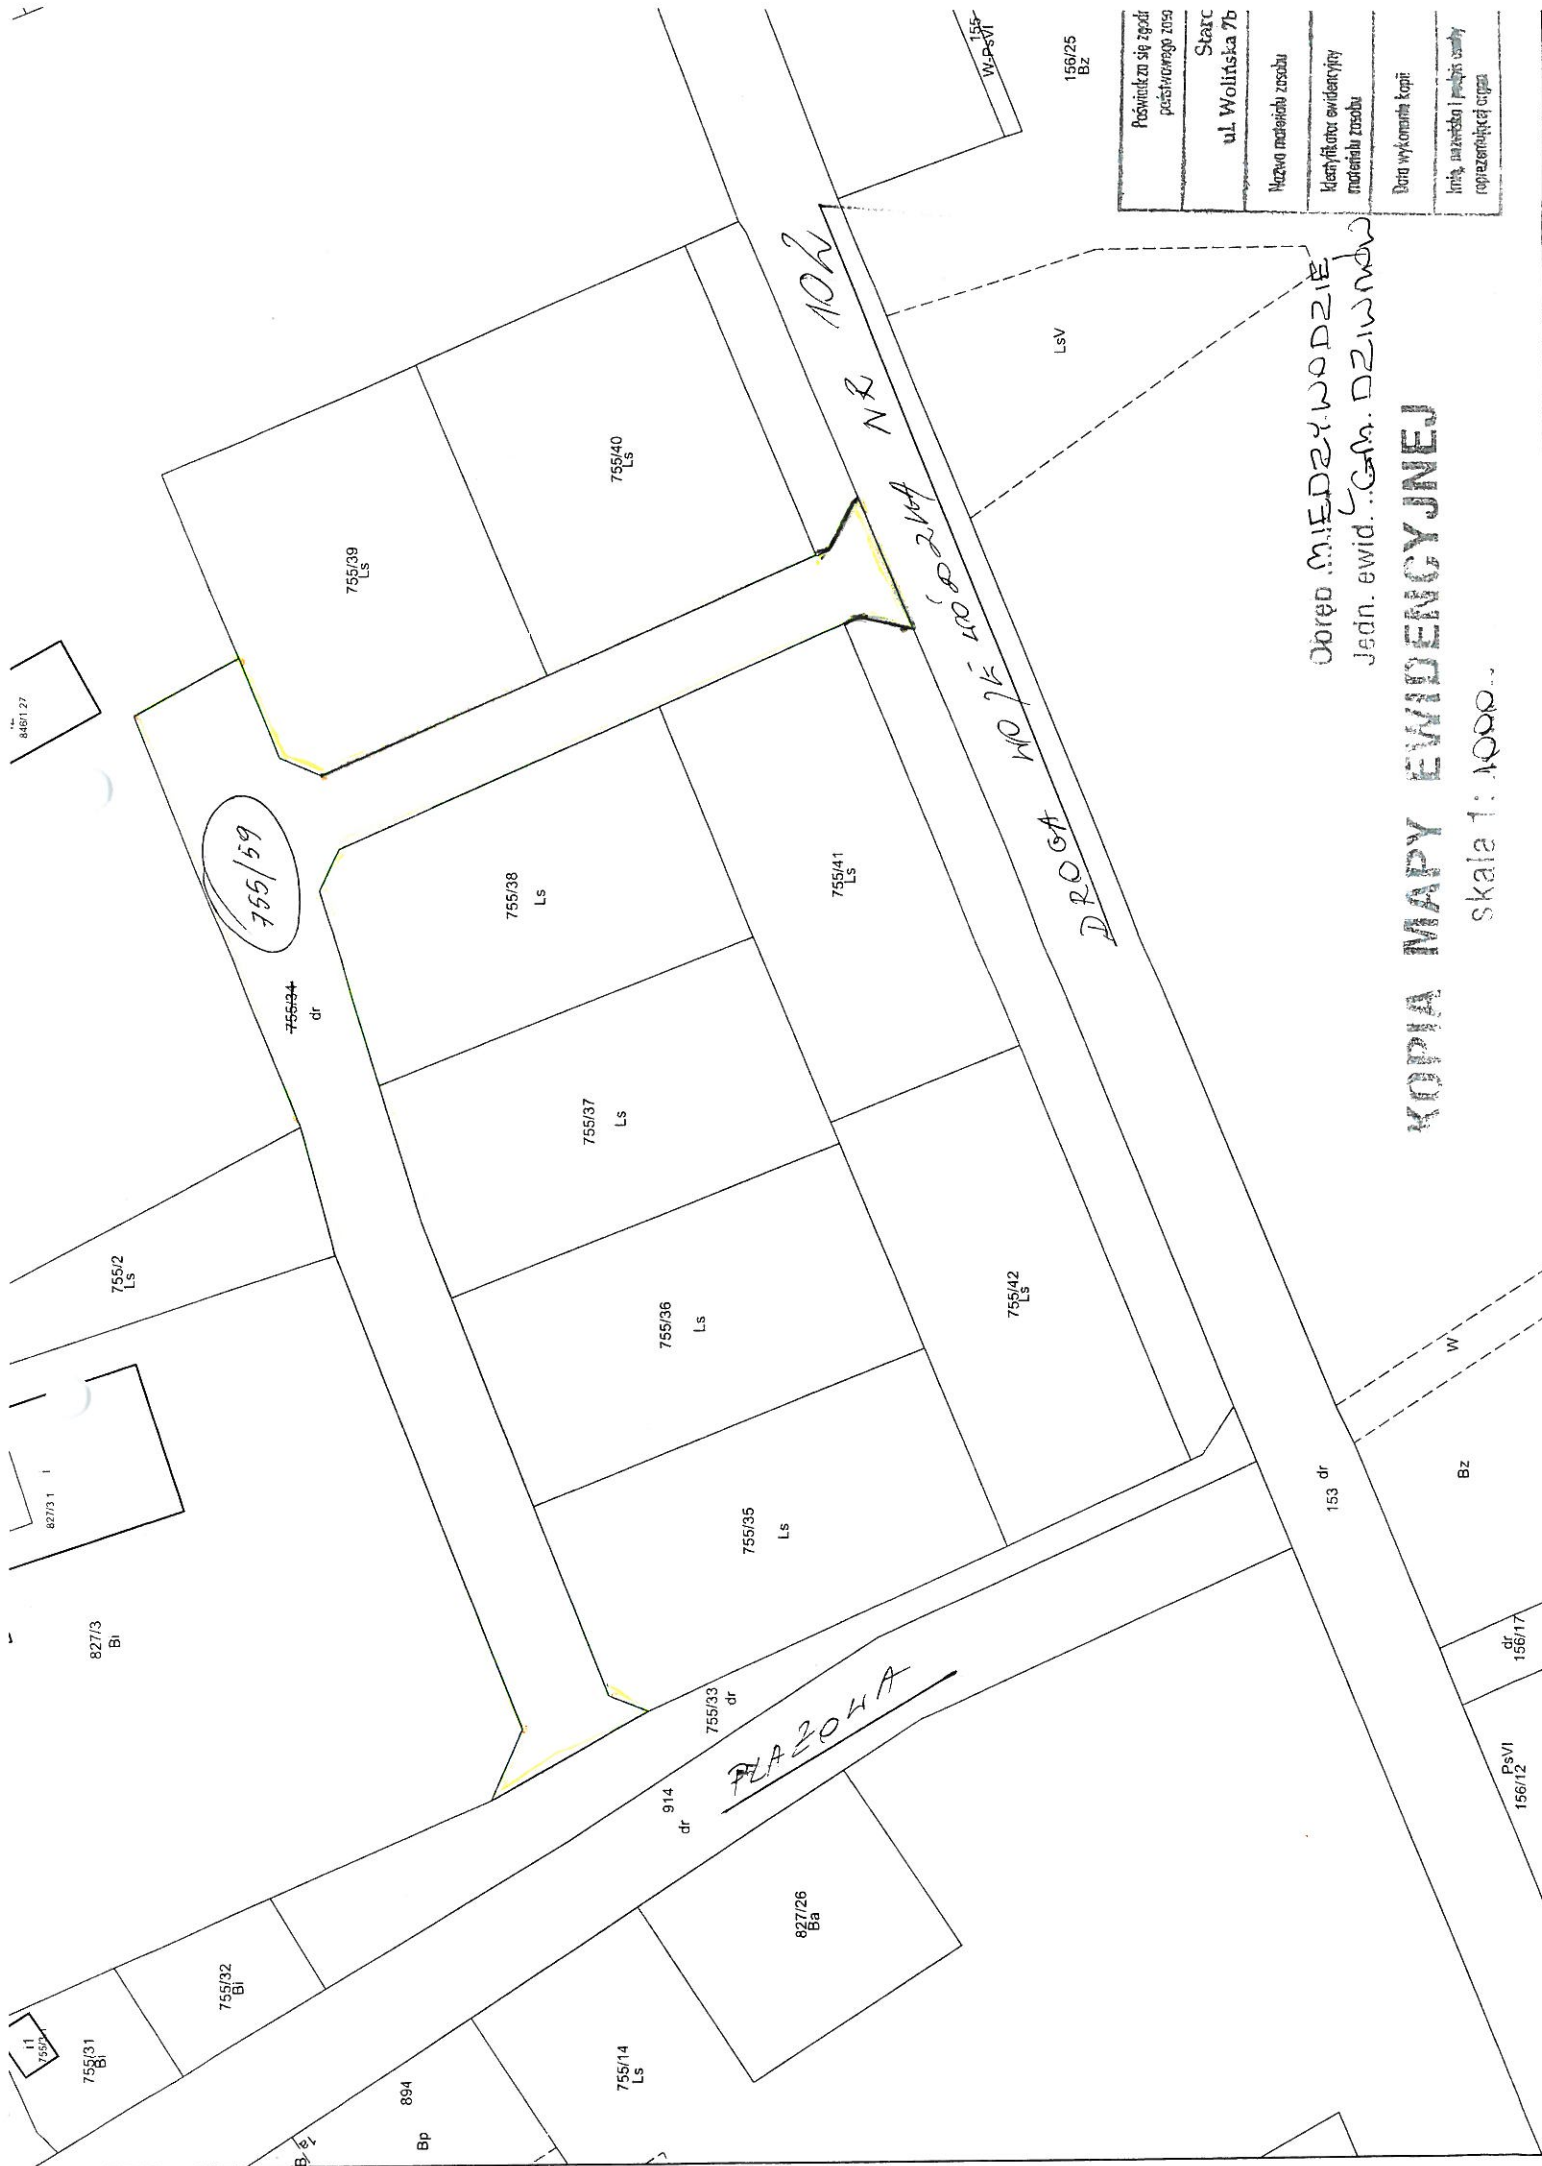 846/1 27
755/39
Ls
755/40
Ls
155
W-PsVI
156/25
Bz
755/59
755/34
dr
755/38
Ls
755/41
Ls
755/37
Ls
755/36
Ls
755/42
Ls
755/35
Ls
755/2
Ls
827/3 1
827/3
Bi
DROGA WOJEWÓDZKA NR 102
LsV
755/33
dr
914
dr
PLAŻOWA
153 dr
W
Bz
dr
156/17
PsVI
156/12
827/26
Ba
755/32
Bi
i1
755/31
Bi
755/14
Ls
894
Bp
1a/
B
Poświadcza się zgodn
państwowego zaso
Staro
ul. Wolińska 7b
Nazwa materiału zasobu
Identyfikator ewidencyjny
materiału zasobu
Data wykonania kopii
Imię, nazwisko i podpis osoby
reprezentującej organ
Obręb MIĘDZYWODZIE
Jedn. ewid. Gm. DZIWNÓW
KOPIA MAPY EWIDENCYJNEJ
skala 1: 1000